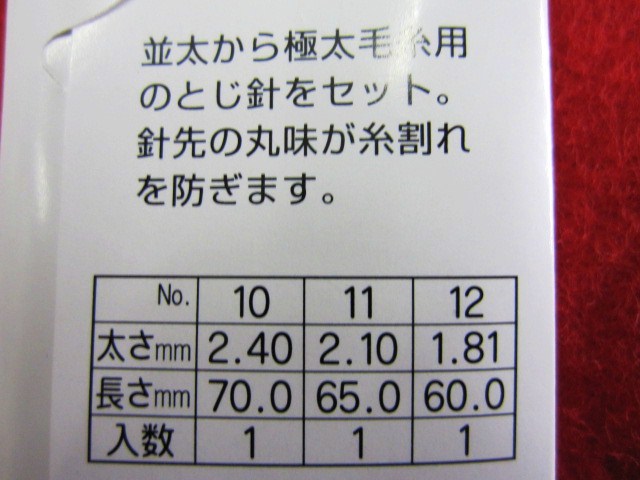 並太から極太毛糸用
のとじ針をセット。
針先の丸味が糸割れ
を防ぎます。
No. 10 11 12
太さmm 2.40 2.10 1.81
長さmm 70.0 65.0 60.0
入数 1 1 1